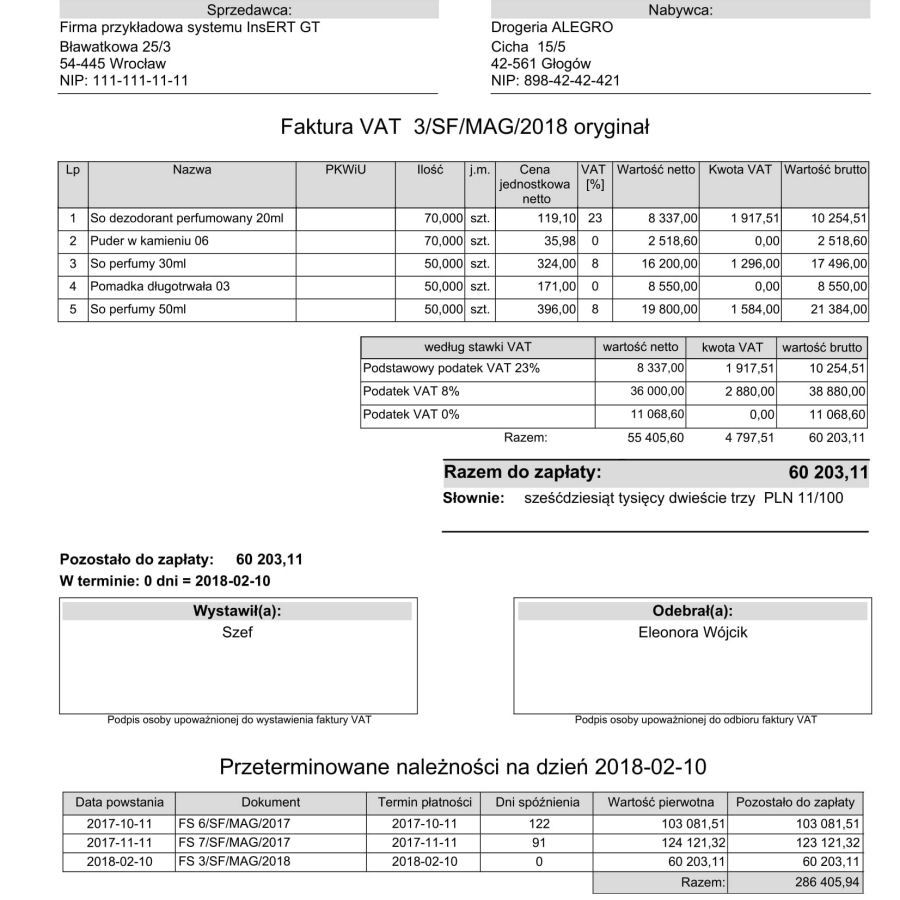 Sprzedawca: Nabywca:
Firma przykładowa systemu InsERT GT Drogeria ALEGRO
Bławatkowa 25/3 Cicha 15/5
54-445 Wrocław 42-561 Głogów
NIP: 111-111-11-11 NIP: 898-42-42-421
Faktura VAT 3/SF/MAG/2018 oryginał
Lp Nazwa PKWiU Ilość j.m. Cena jednostkowa netto VAT [%] Wartość netto Kwota VAT Wartość brutto
1 So dezodorant perfumowany 20ml 70,000 szt. 119,10 23 8 337,00 1 917,51 10 254,51
2 Puder w kamieniu 06 70,000 szt. 35,98 0 2 518,60 0,00 2 518,60
3 So perfumy 30ml 50,000 szt. 324,00 8 16 200,00 1 296,00 17 496,00
4 Pomadka długotrwała 03 50,000 szt. 171,00 0 8 550,00 0,00 8 550,00
5 So perfumy 50ml 50,000 szt. 396,00 8 19 800,00 1 584,00 21 384,00
według stawki VAT wartość netto kwota VAT wartość brutto
Podstawowy podatek VAT 23% 8 337,00 1 917,51 10 254,51
Podatek VAT 8% 36 000,00 2 880,00 38 880,00
Podatek VAT 0% 11 068,60 0,00 11 068,60
Razem: 55 405,60 4 797,51 60 203,11
Razem do zapłaty: 60 203,11
Słownie: sześćdziesiąt tysięcy dwieście trzy PLN 11/100
Pozostało do zapłaty: 60 203,11
W terminie: 0 dni = 2018-02-10
Wystawił(a): Odebrał(a):
Szef Eleonora Wójcik
Podpis osoby upoważnionej do wystawienia faktury VAT Podpis osoby upoważnionej do odbioru faktury VAT
Przeterminowane należności na dzień 2018-02-10
Data powstania Dokument Termin płatności Dni spóźnienia Wartość pierwotna Pozostało do zapłaty
2017-10-11 FS 6/SF/MAG/2017 2017-10-11 122 103 081,51 103 081,51
2017-11-11 FS 7/SF/MAG/2017 2017-11-11 91 124 121,32 123 121,32
2018-02-10 FS 3/SF/MAG/2018 2018-02-10 0 60 203,11 60 203,11
Razem: 286 405,94